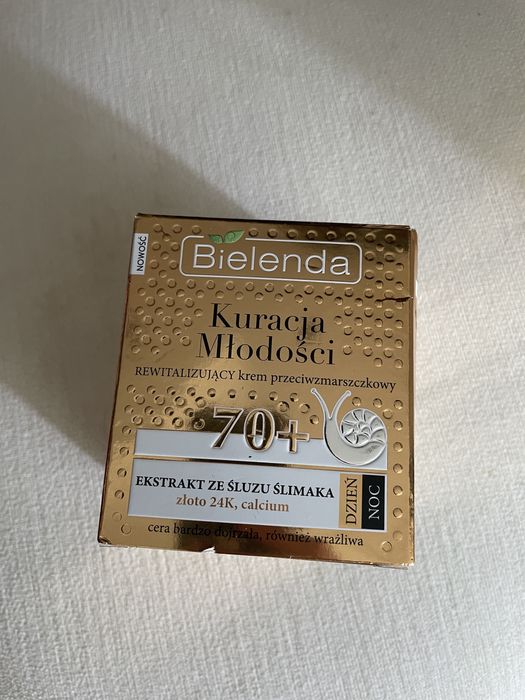 NOWOŚĆ
Bielenda
Kuracja
Młodości
REWITALIZUJĄCY krem przeciwzmarszczkowy
70+
EKSTRAKT ZE ŚLUZU ŚLIMAKA
złoto 24K, calcium
DZIEŃ
NOC
cera bardzo dojrzała, również wrażliwa